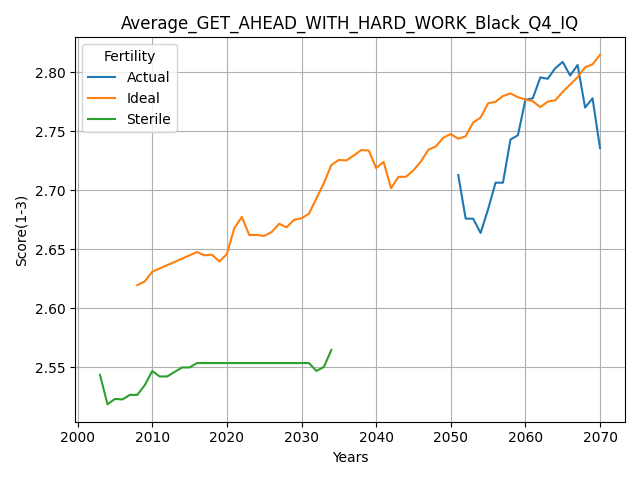 Average_GET_AHEAD_WITH_HARD_WORK_Black_Q4_IQ
Fertility
Actual
Ideal
Sterile
Score(1-3)
2.80
2.75
2.70
2.65
2.60
2.55
2000
2010
2020
2030
2040
2050
2060
2070
Years